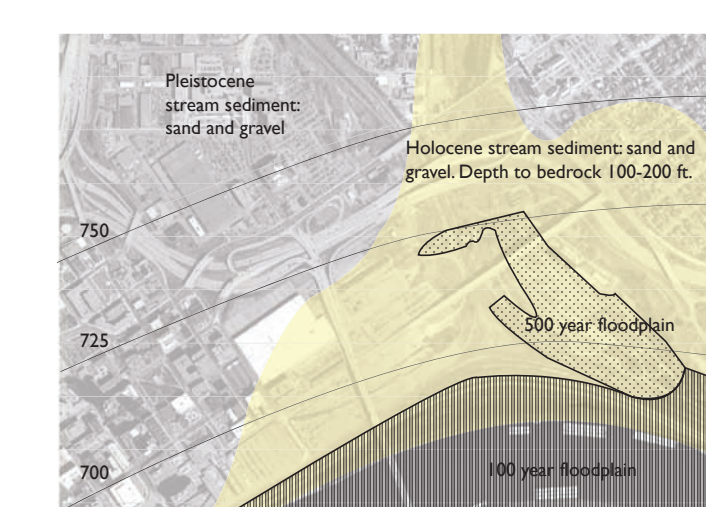 Pleistocene
stream sediment:
sand and gravel
Holocene stream sediment: sand and
gravel. Depth to bedrock 100-200 ft.
750
500 year floodplain
725
100 year floodplain
700